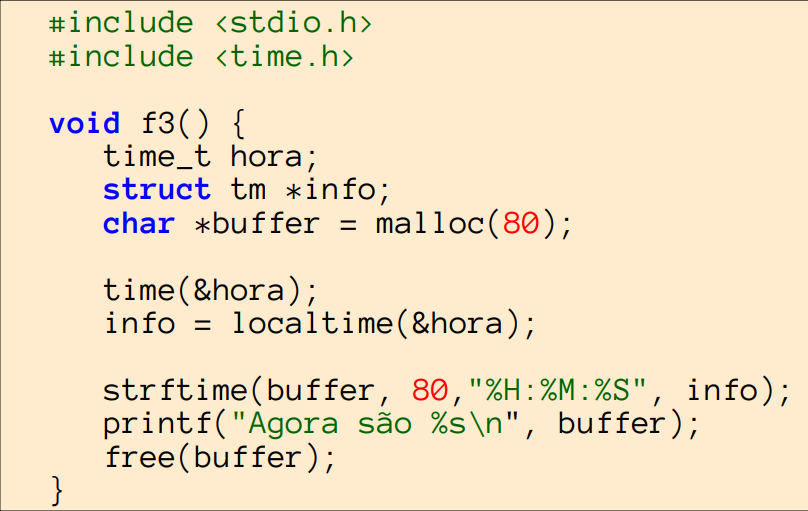 #include <stdio.h>
#include <time.h>
void f3() {
time_t hora;
struct tm *info;
char *buffer = malloc(80);
time(&hora);
info = localtime(&hora);
strftime(buffer, 80,"%H:%M:%S", info);
printf("Agora são %s\n", buffer);
free(buffer);
}